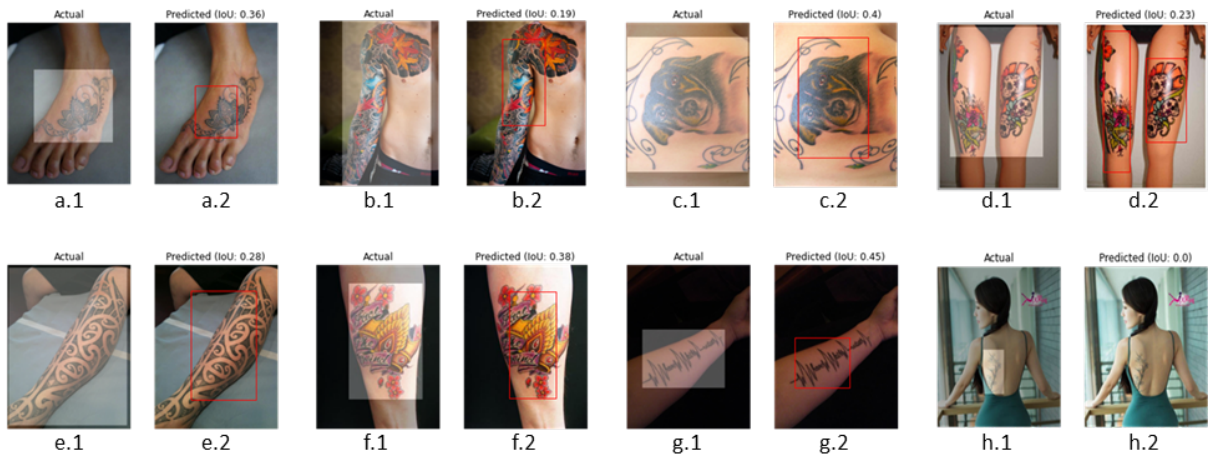 Actual
Predicted (IoU: 0.36)
Actual
Predicted (IoU: 0.19)
Actual
Predicted (IoU: 0.4)
Actual
Predicted (IoU: 0.23)
a.1
a.2
b.1
b.2
c.1
c.2
d.1
d.2
Actual
Predicted (IoU: 0.28)
Actual
Predicted (IoU: 0.38)
Actual
Predicted (IoU: 0.45)
Actual
Predicted (IoU: 0.0)
e.1
e.2
f.1
f.2
g.1
g.2
h.1
h.2